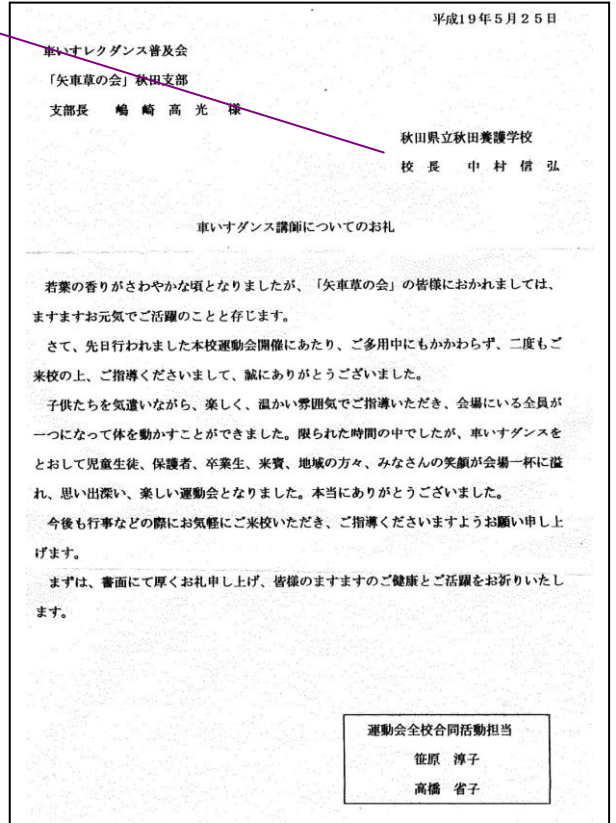 平成19年5月25日
車いすレクダンス普及会
「矢車草の会」秋田支部
支部長 嶋崎高光 様
秋田県立秋田養護学校
校長 中村信弘
車いすダンス講師についてのお礼
若葉の香りがさわやかな頃となりましたが、「矢車草の会」の皆様におかれましては、
ますますお元気でご活躍のことと存じます。
さて、先日行われました本校運動会開催にあたり、ご多用中にもかかわらず、二度もご
来校の上、ご指導くださいまして、誠にありがとうございました。
子供たちを気遣いながら、楽しく、温かい雰囲気でご指導いただき、会場にいる全員が
一つになって体を動かすことができました。限られた時間の中でしたが、車いすダンスを
とおして児童生徒、保護者、卒業生、来賓、地域の方々、みなさんの笑顔が会場一杯に溢
れ、思い出深い、楽しい運動会となりました。本当にありがとうございました。
今後も行事などの際にお気軽にご来校いただき、ご指導くださいますようお願い申し上
げます。
まずは、書面にて厚くお礼申し上げ、皆様のますますのご健康とご活躍をお祈りいたし
ます。
運動会全校合同活動担当
笹原 淳子
高橋 省子